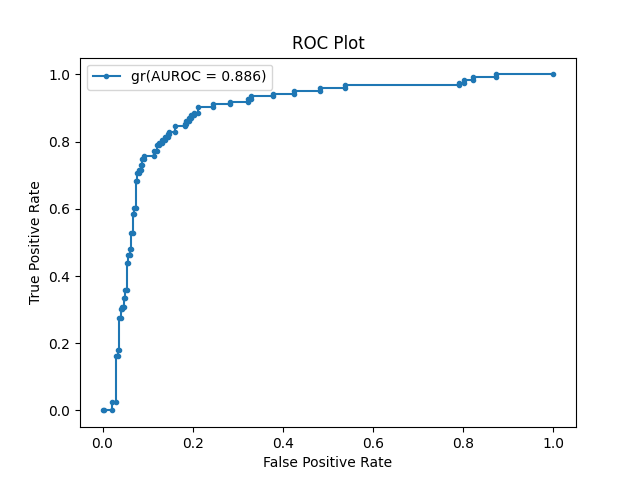 ROC Plot
gr(AUROC = 0.886)
True Positive Rate
1.0
0.8
0.6
0.4
0.2
0.0
0.0 0.2 0.4 0.6 0.8 1.0
False Positive Rate